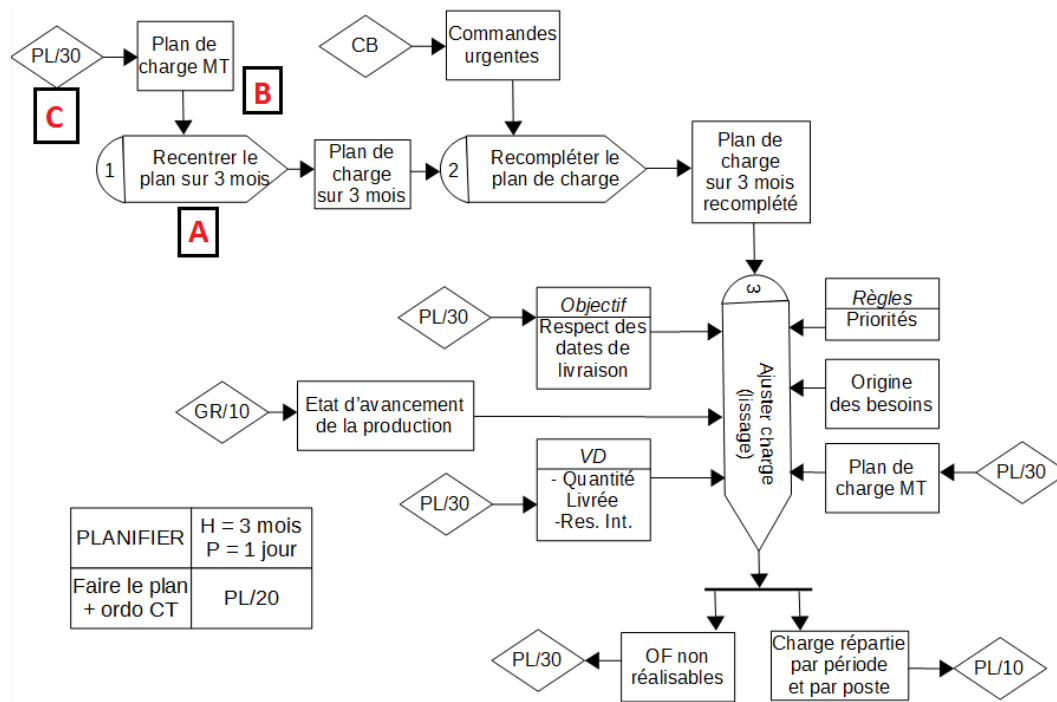 PL/30
Plan de
charge MT
CB
Commandes
urgentes
C
B
1
Recentrer le
plan sur 3 mois
Plan de
charge
sur 3 mois
2
Recompléter le
plan de charge
Plan de
charge
sur 3 mois
recomplété
A
3
Ajuster charge
(lissage)
PL/30
Objectif
Respect des
dates de
livraison
Règles
Priorités
GR/10
Etat d'avancement
de la production
Origine
des besoins
PL/30
VD
- Quantité
Livrée
-Res. Int.
Plan de
charge MT
PL/30
PLANIFIER
H = 3 mois
P = 1 jour
Faire le plan
+ ordo CT
PL/20
PL/30
OF non
réalisables
Charge répartie
par période
et par poste
PL/10